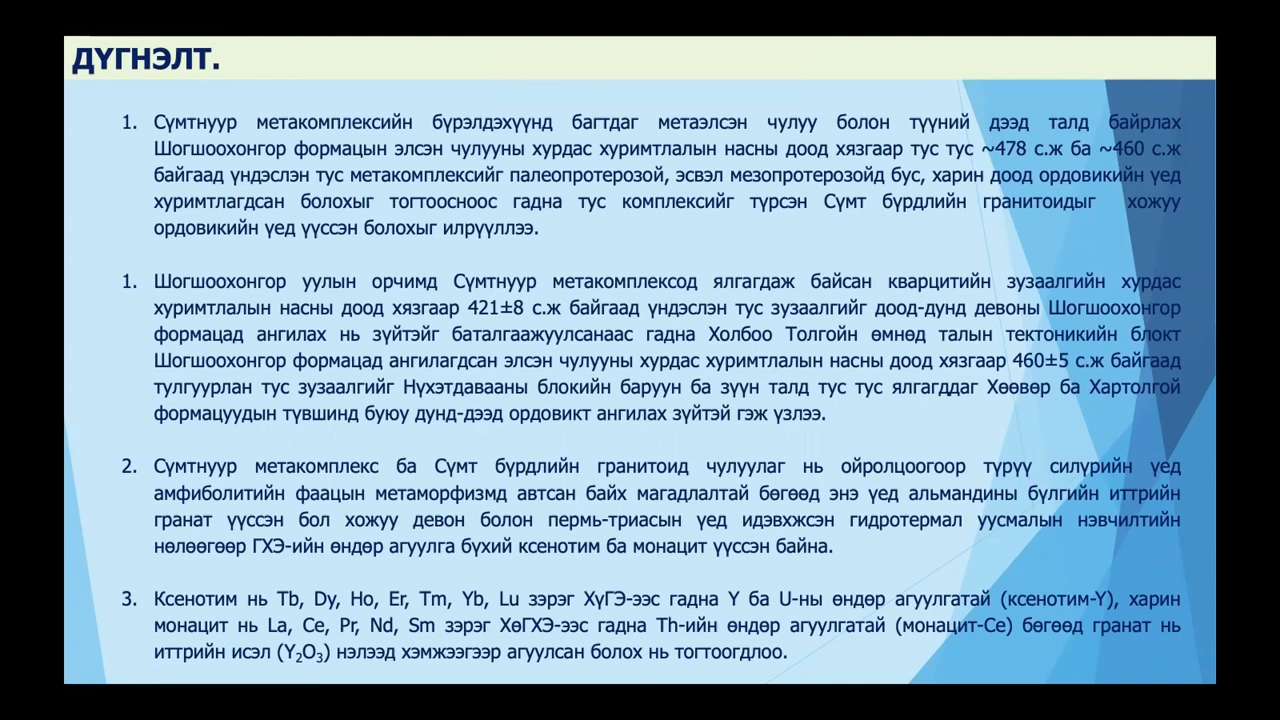 ДҮГНЭЛТ.
1. Сүмтнуур метакомплексийн бүрэлдэхүүнд багтдаг метаэлсэн чулуу болон түүний дээд талд байрлах
Шогшоохонгор формацын элсэн чулууны хурдас хуримтлалын насны доод хязгаар тус тус ~478 с.ж ба ~460 с.ж
байгаад үндэслэн тус метакомплексийг палеопротерозой, эсвэл мезопротерозойд бус, харин доод ордовикийн үед
хуримтлагдсан болохыг тогтоосноос гадна тус комплексийг түрсэн Сүмт бүрдлийн гранитоидыг хожуу
ордовикийн үед үүссэн болохыг илрүүллээ.
1. Шогшоохонгор уулын орчимд Сүмтнуур метакомплексод ялгагдаж байсан кварцитийн зузаалгийн хурдас
хуримтлалын насны доод хязгаар 421±8 с.ж байгаад үндэслэн тус зузаалгийг доод-дунд девоны Шогшоохонгор
формацад ангилах нь зүйтэйг баталгаажуулсанаас гадна Холбоо Толгойн өмнөд талын тектоникийн блокт
Шогшоохонгор формацад ангилагдсан элсэн чулууны хурдас хуримтлалын насны доод хязгаар 460±5 с.ж байгаад
тулгуурлан тус зузаалгийг Нүхэтдавааны блокийн баруун ба зүүн талд тус тус ялгагддаг Хөөвөр ба Хартолгой
формацуудын түвшинд буюу дунд-дээд ордовикт ангилах зүйтэй гэж үзлээ.
2. Сүмтнуур метакомплекс ба Сүмт бүрдлийн гранитоид чулуулаг нь ойролцоогоор түрүү силүрийн үед
амфиболитийн фаацын метаморфизмд автсан байх магадлалтай бөгөөд энэ үед альмандины бүлгийн иттрийн
гранат үүссэн бол хожуу девон болон пермь-триасын үед идэвхжсэн гидротермал уусмалын нэвчилтийн
нөлөөгөөр ГХЭ-ийн өндөр агуулга бүхий ксенотим ба монацит үүссэн байна.
3. Ксенотим нь Tb, Dy, Ho, Er, Tm, Yb, Lu зэрэг ХүГЭ-ээс гадна Y ба U-ны өндөр агуулгатай (ксенотим-Y), харин
монацит нь La, Ce, Pr, Nd, Sm зэрэг ХөГХЭ-ээс гадна Th-ийн өндөр агуулгатай (монацит-Ce) бөгөөд гранат нь
иттрийн исэл (Y₂O₃) нэлээд хэмжээгээр агуулсан болох нь тогтоогдлоо.